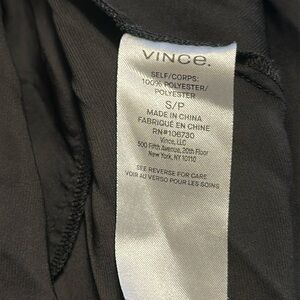 VINCE.
SELF/CORPS:
100% POLYESTER/
POLYESTER
S/P
MADE IN CHINA
FABRIQUÉ EN CHINE
RN#106730
Vince, LLC
500 Fifth Avenue, 20th Floor
New York, NY 10110
SEE REVERSE FOR CARE
VOIR AU VERSO POUR LES SOINS